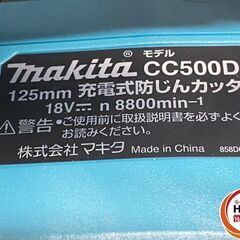 モデル
makita® CC500D
125mm 充電式防じんカッタ
18V⎓ n 8800min⁻¹
⚠警告・ご使用前に取扱説明書を必ずよく
お読みください。
株式会社マキタ Made in China 858D